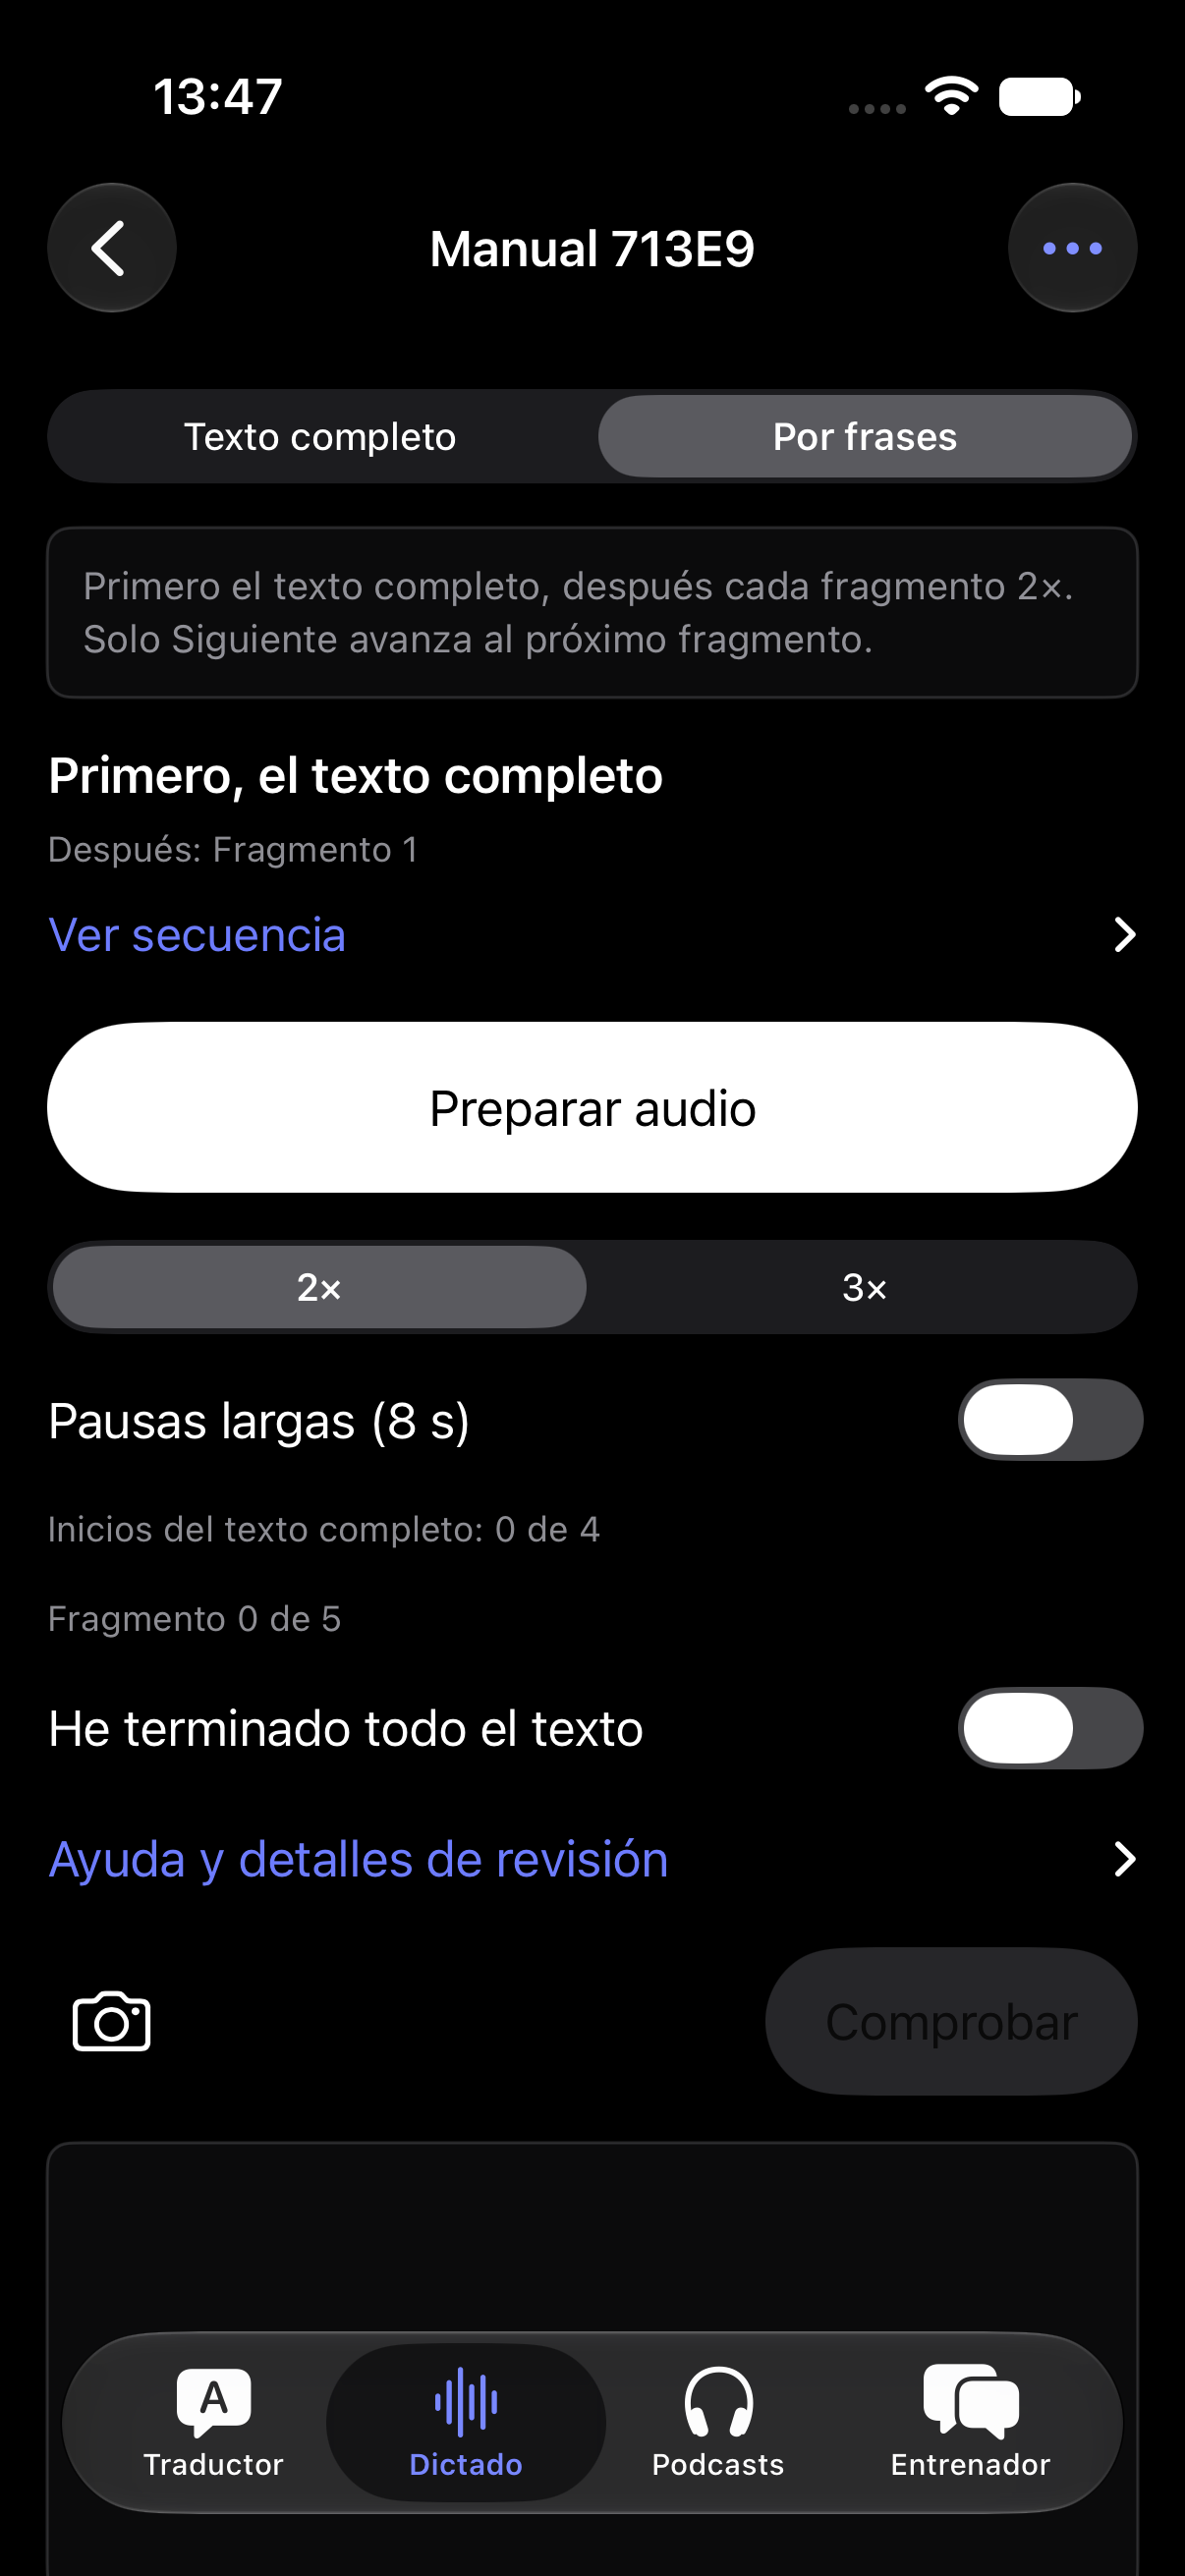 13:47
Manual 713E9
Texto completo
Por frases
Primero el texto completo, después cada fragmento 2×.
Solo Siguiente avanza al próximo fragmento.
Primero, el texto completo
Después: Fragmento 1
Ver secuencia
Preparar audio
2×
3×
Pausas largas (8 s)
Inicios del texto completo: 0 de 4
Fragmento 0 de 5
He terminado todo el texto
Ayuda y detalles de revisión
Comprobar
A
Traductor
Dictado
Podcasts
Entrenador